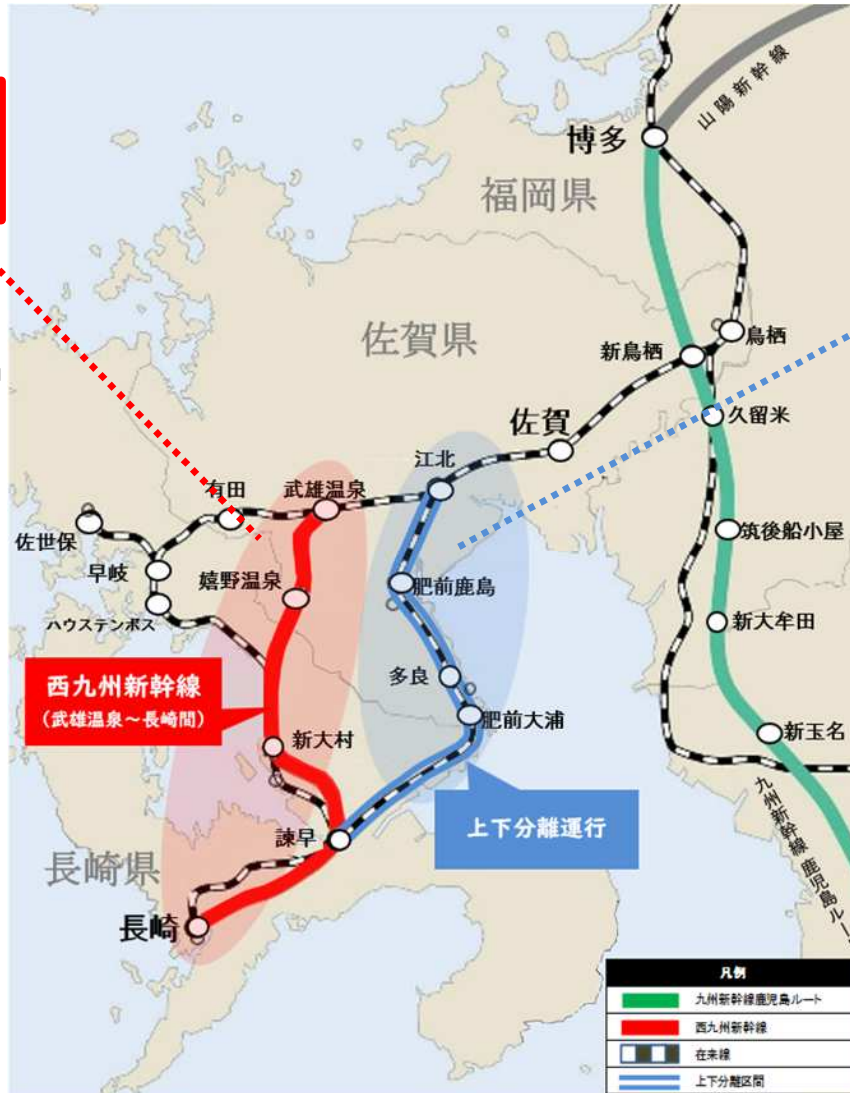 山陽新幹線
博多
福岡県
佐賀県
鳥栖
新鳥栖
久留米
佐賀
江北
武雄温泉
有田
佐世保
早岐
ハウステンボス
嬉野温泉
肥前鹿島
筑後船小屋
新大牟田
多良
肥前大浦
新玉名
西九州新幹線
(武雄温泉～長崎間)
新大村
諫早
上下分離運行
長崎県
長崎
九州新幹線 鹿児島ルー
凡例
九州新幹線鹿児島ルート
西九州新幹線
在来線
上下分離区間